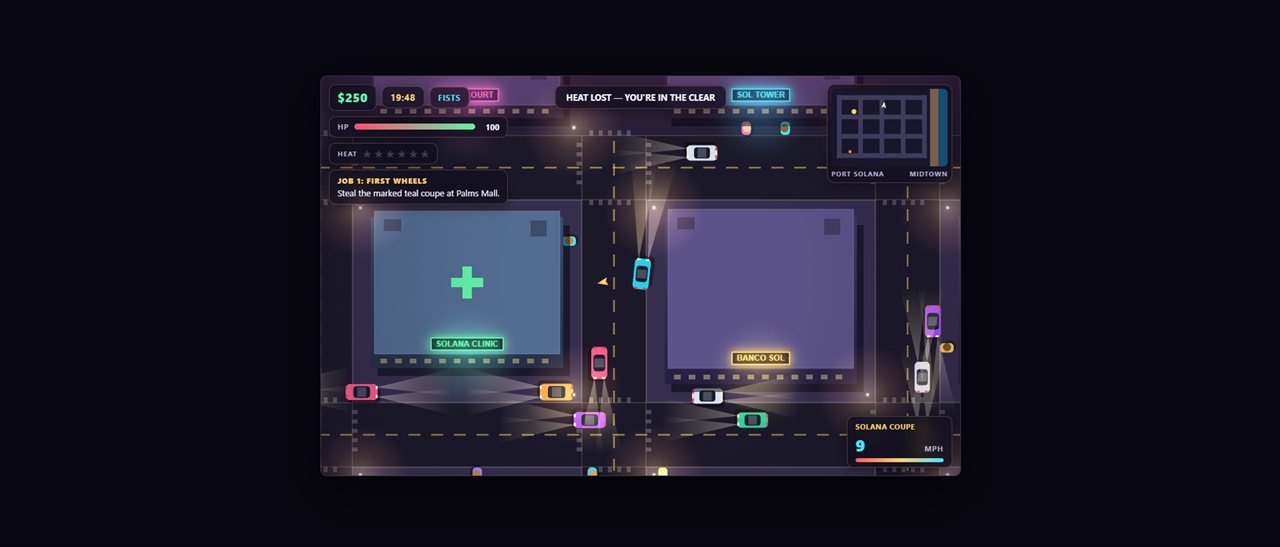 $250
19:48
FISTS
OURT
HEAT LOST — YOU'RE IN THE CLEAR
SOL TOWER
HP
100
HEAT ★★★★★★
PORT SOLANA
MIDTOWN
JOB 1: FIRST WHEELS
Steal the marked teal coupe at Palms Mall.
SOLANA CLINIC
BANCO SOL
SOLANA COUPE
9
MPH